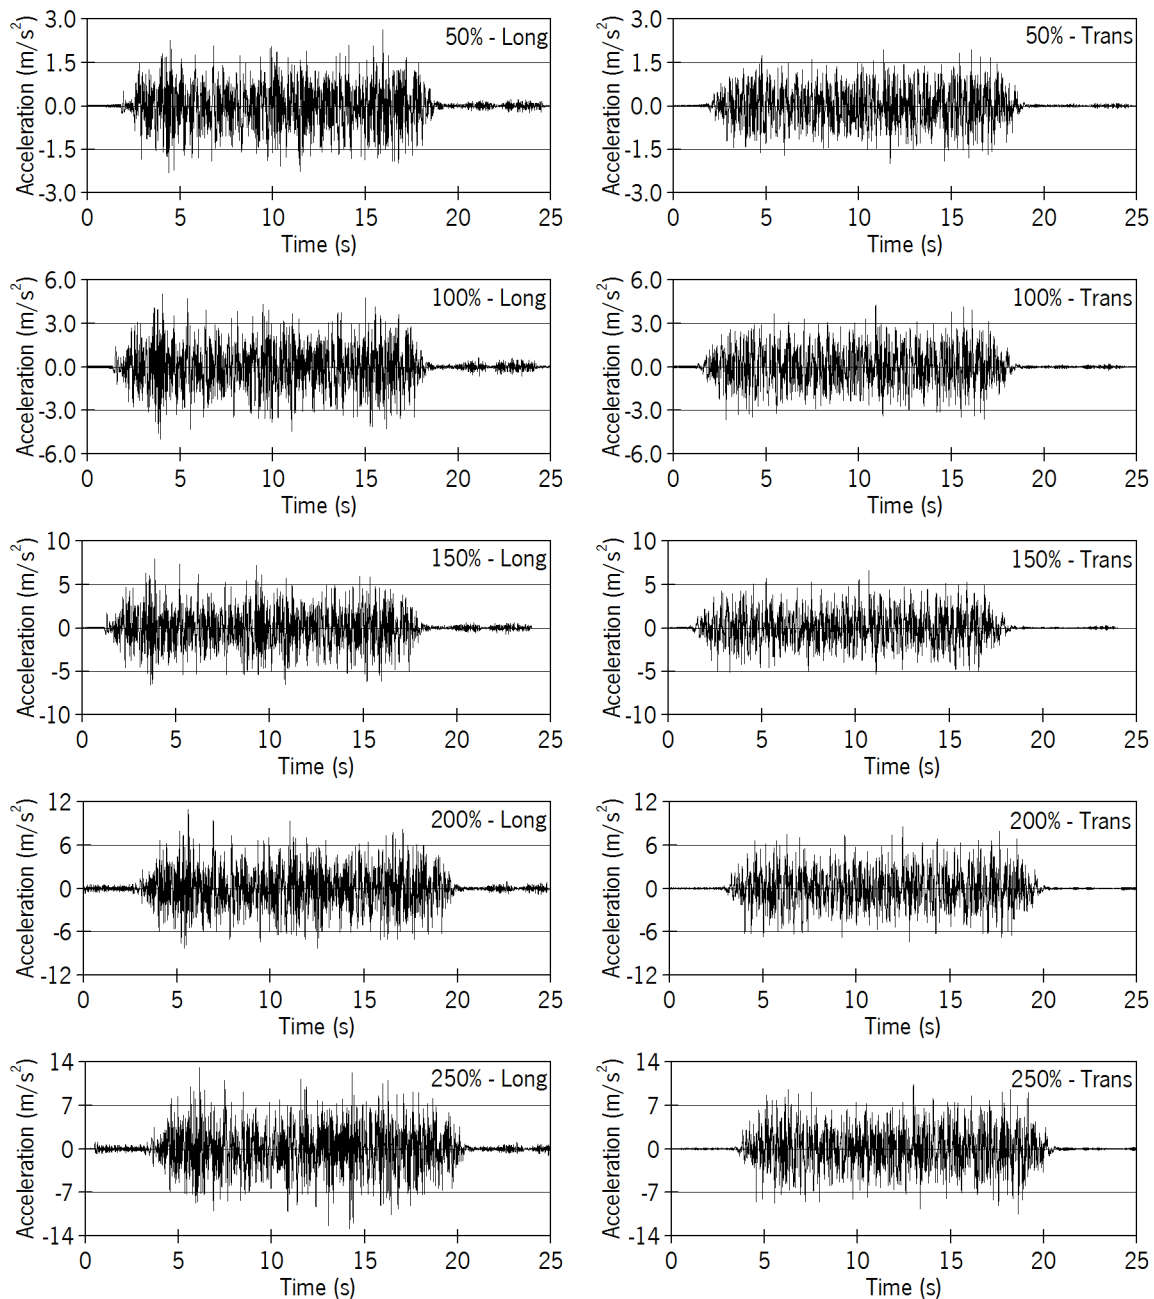 Acceleration (m/s²)
3.0
1.5
0.0
-1.5
-3.0
50% - Long
0 5 10 15 20 25
Time (s)
Acceleration (m/s²)
3.0
1.5
0.0
-1.5
-3.0
50% - Trans
0 5 10 15 20 25
Time (s)
Acceleration (m/s²)
6.0
3.0
0.0
-3.0
-6.0
100% - Long
0 5 10 15 20 25
Time (s)
Acceleration (m/s²)
6.0
3.0
0.0
-3.0
-6.0
100% - Trans
0 5 10 15 20 25
Time (s)
Acceleration (m/s²)
10
5
0
-5
-10
150% - Long
0 5 10 15 20 25
Time (s)
Acceleration (m/s²)
10
5
0
-5
-10
150% - Trans
0 5 10 15 20 25
Time (s)
Acceleration (m/s²)
12
6
0
-6
-12
200% - Long
0 5 10 15 20 25
Time (s)
Acceleration (m/s²)
12
6
0
-6
-12
200% - Trans
0 5 10 15 20 25
Time (s)
Acceleration (m/s²)
14
7
0
-7
-14
250% - Long
0 5 10 15 20 25
Time (s)
Acceleration (m/s²)
14
7
0
-7
-14
250% - Trans
0 5 10 15 20 25
Time (s)